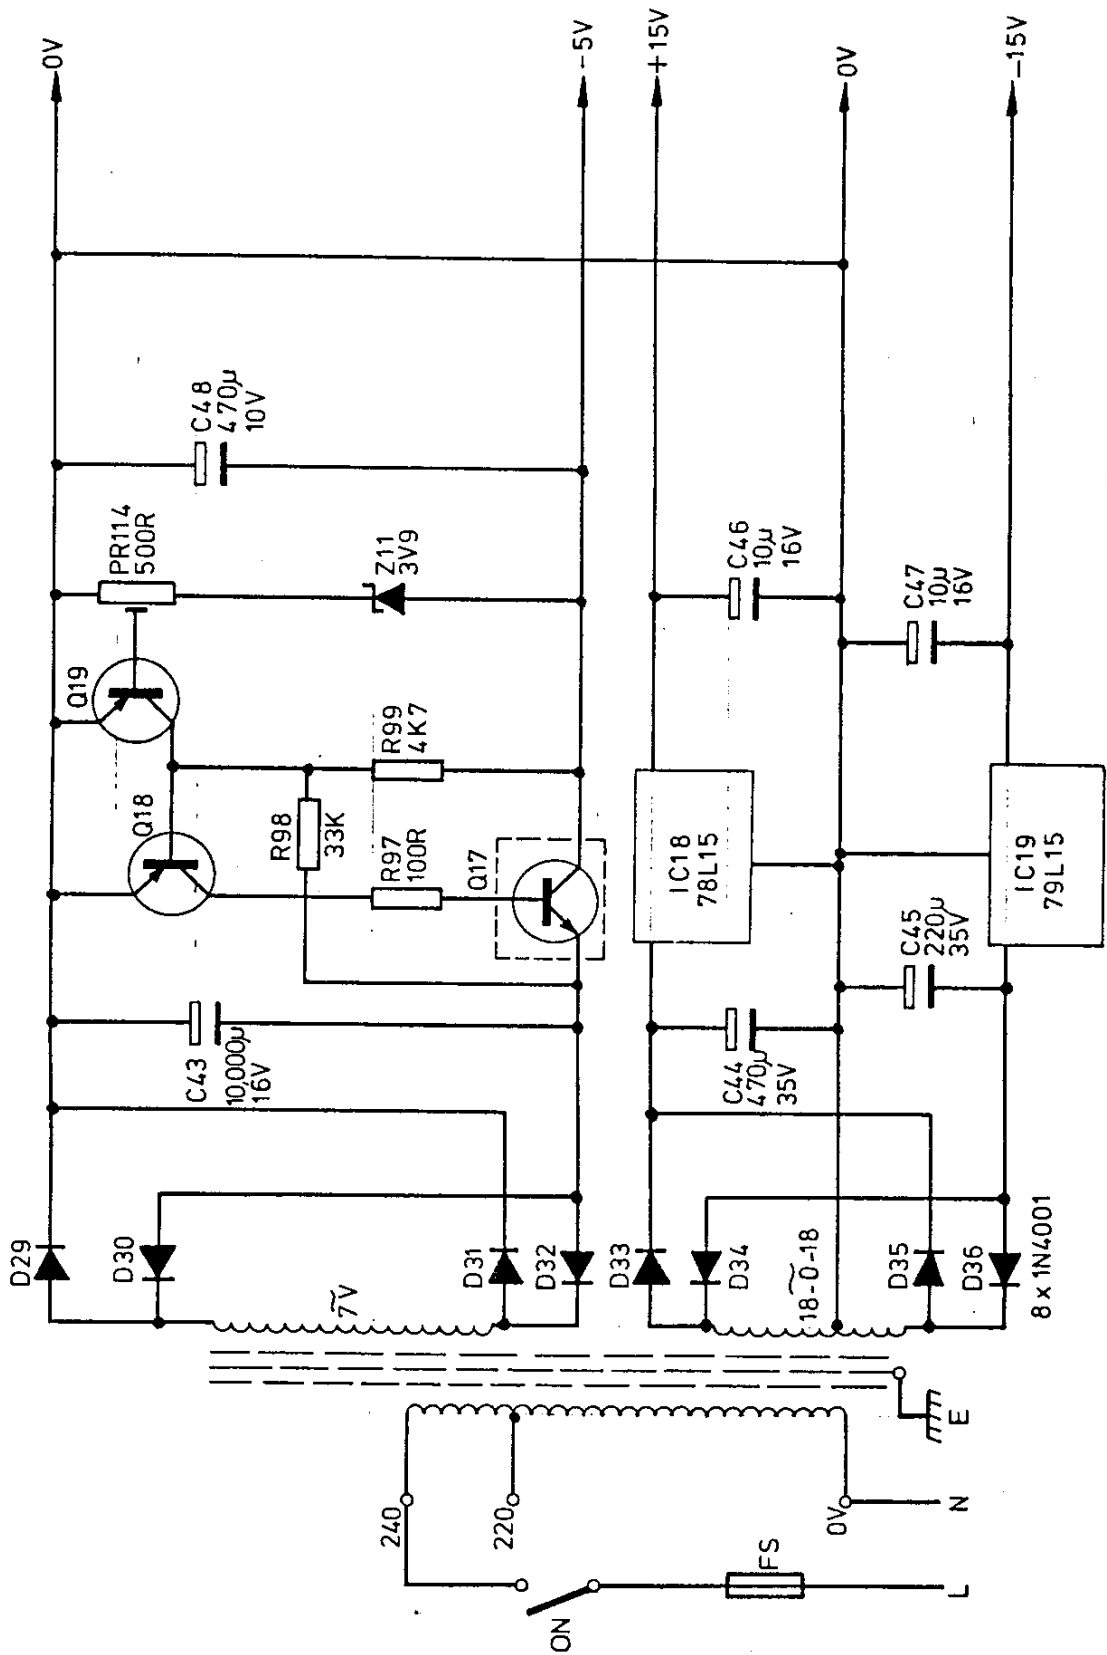 0V
-5V
+15V
0V
-15V
C48
470µ
10V
PR114
500R
Z11
3V9
C46
10µ
16V
C47
10µ
16V
Q19
R99
4K7
Q18
R98
33K
R97
100R
Q17
IC18
78L15
IC19
79L15
C45
220µ
35V
C43
10,000µ
16V
C44
470µ
35V
D29
D30
D31
D32
D33
D34
D35
D36
7V
18-0-18
8 x 1N4001
240
220
0V
E
N
L
FS
ON